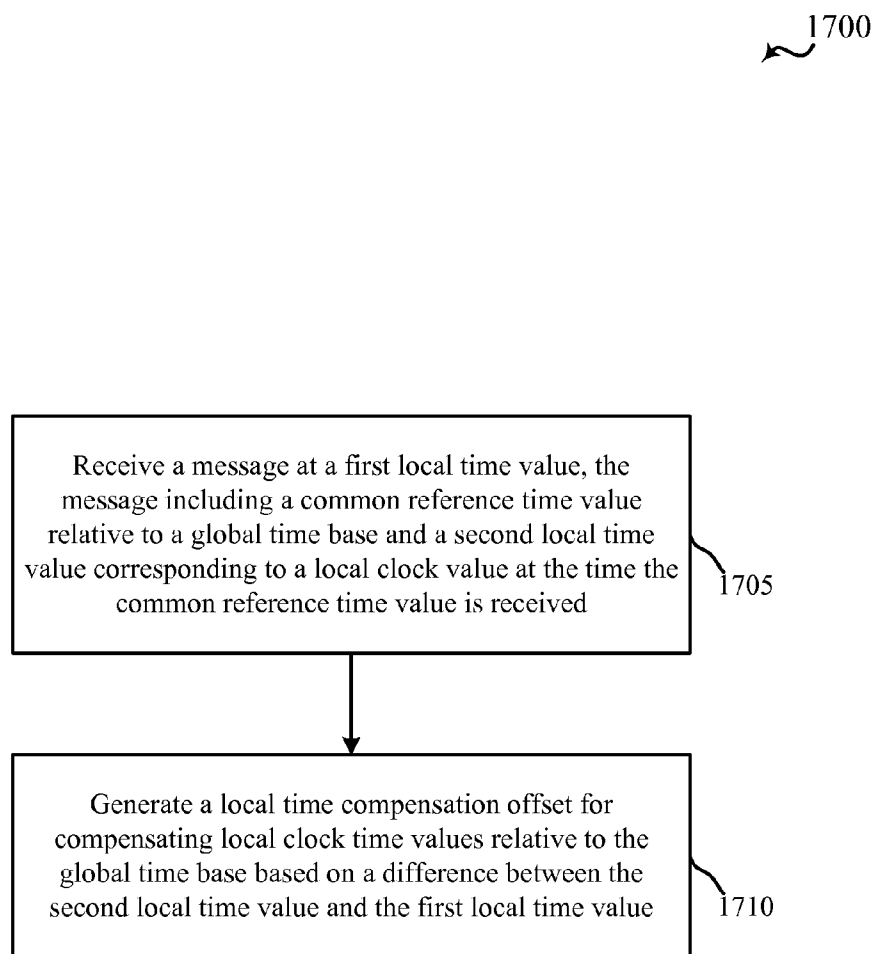 1700
Receive a message at a first local time value, the
message including a common reference time value
relative to a global time base and a second local time
value corresponding to a local clock value at the time the
common reference time value is received
1705
Generate a local time compensation offset for
compensating local clock time values relative to the
global time base based on a difference between the
second local time value and the first local time value
1710